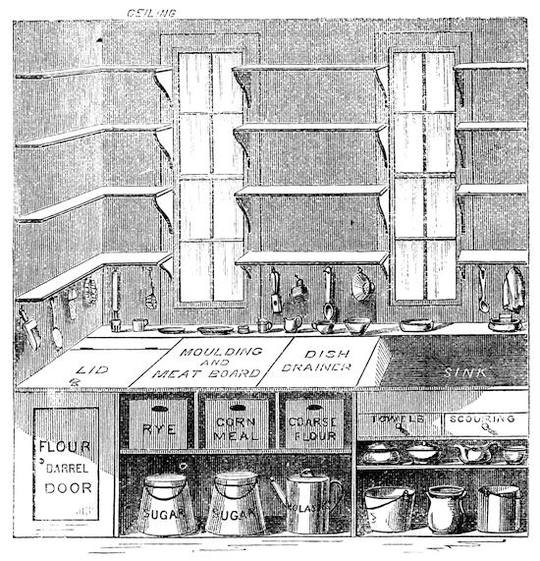 CEILING
LID
MOULDING
AND
MEAT BOARD
DISH
DRAINER
SINK
FLOUR
BARREL
DOOR
RYE
CORN
MEAL
COARSE
FLOUR
TOWELS
SCOURING
SUGAR
SUGAR
MOLASSES